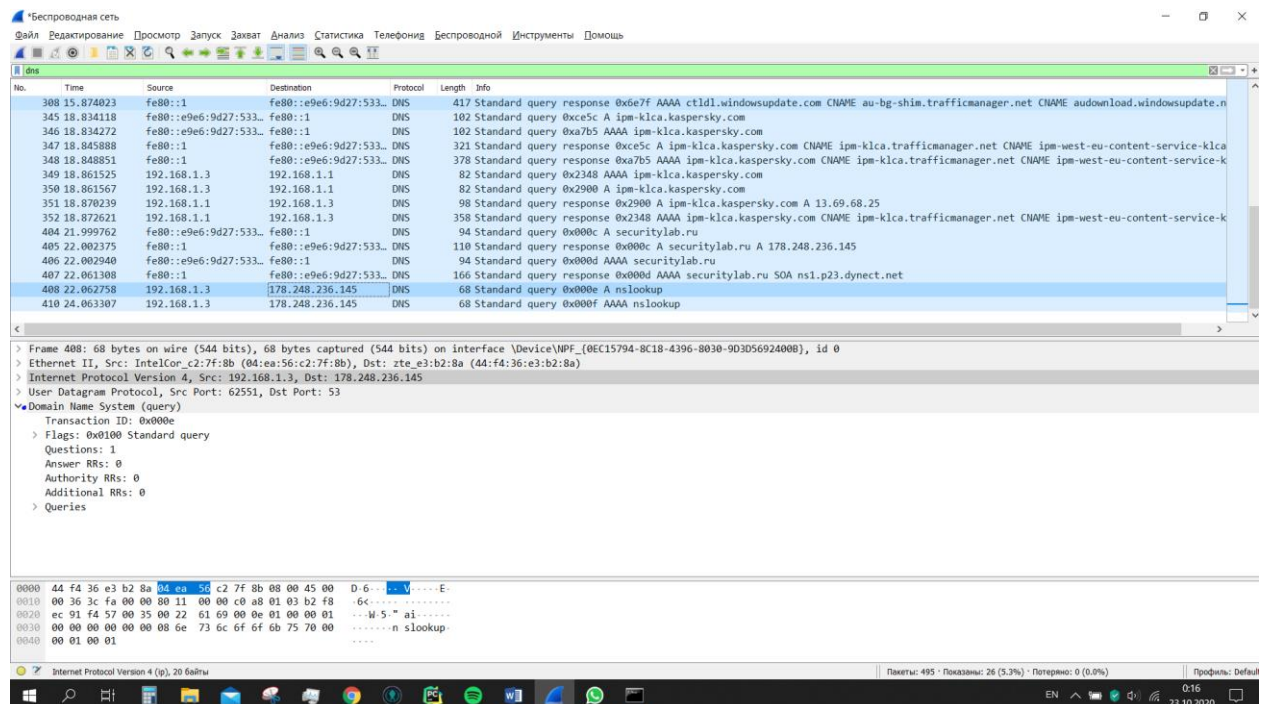 *Беспроводная сеть
Файл Редактирование Просмотр Запуск Захват Анализ Статистика Телефония Беспроводной Инструменты Помощь
dns
No. Time Source Destination Protocol Length Info
308 15.874023 fe80::1 fe80::e9e6:9d27:533… DNS 417 Standard query response 0x6e7f AAAA ctldl.windowsupdate.com CNAME au-bg-shim.trafficmanager.net CNAME audownload.windowsupdate.n
345 18.834118 fe80::e9e6:9d27:533… fe80::1 DNS 102 Standard query 0xce5c A ipm-klca.kaspersky.com
346 18.834272 fe80::e9e6:9d27:533… fe80::1 DNS 102 Standard query 0xa7b5 AAAA ipm-klca.kaspersky.com
347 18.845888 fe80::1 fe80::e9e6:9d27:533… DNS 321 Standard query response 0xce5c A ipm-klca.kaspersky.com CNAME ipm-klca.trafficmanager.net CNAME ipm-west-eu-content-service-klca
348 18.848851 fe80::1 fe80::e9e6:9d27:533… DNS 378 Standard query response 0xa7b5 AAAA ipm-klca.kaspersky.com CNAME ipm-klca.trafficmanager.net CNAME ipm-west-eu-content-service-k
349 18.861525 192.168.1.3 192.168.1.1 DNS 82 Standard query 0x2348 AAAA ipm-klca.kaspersky.com
350 18.861567 192.168.1.3 192.168.1.1 DNS 82 Standard query 0x2900 A ipm-klca.kaspersky.com
351 18.870239 192.168.1.1 192.168.1.3 DNS 98 Standard query response 0x2900 A ipm-klca.kaspersky.com A 13.69.68.25
352 18.872621 192.168.1.1 192.168.1.3 DNS 358 Standard query response 0x2348 AAAA ipm-klca.kaspersky.com CNAME ipm-klca.trafficmanager.net CNAME ipm-west-eu-content-service-k
404 21.999762 fe80::e9e6:9d27:533… fe80::1 DNS 94 Standard query 0x000c A securitylab.ru
405 22.002375 fe80::1 fe80::e9e6:9d27:533… DNS 110 Standard query response 0x000c A securitylab.ru A 178.248.236.145
406 22.002940 fe80::e9e6:9d27:533… fe80::1 DNS 94 Standard query 0x000d AAAA securitylab.ru
407 22.061308 fe80::1 fe80::e9e6:9d27:533… DNS 166 Standard query response 0x000d AAAA securitylab.ru SOA ns1.p23.dynect.net
408 22.062758 192.168.1.3 178.248.236.145 DNS 68 Standard query 0x000e A nslookup
410 24.063307 192.168.1.3 178.248.236.145 DNS 68 Standard query 0x000f AAAA nslookup
> Frame 408: 68 bytes on wire (544 bits), 68 bytes captured (544 bits) on interface \Device\NPF_{0EC15794-8C18-4396-8030-9D3D5692400B}, id 0
> Ethernet II, Src: IntelCor_c2:7f:8b (04:ea:56:c2:7f:8b), Dst: zte_e3:b2:8a (44:f4:36:e3:b2:8a)
> Internet Protocol Version 4, Src: 192.168.1.3, Dst: 178.248.236.145
> User Datagram Protocol, Src Port: 62551, Dst Port: 53
Domain Name System (query)
Transaction ID: 0x000e
> Flags: 0x0100 Standard query
Questions: 1
Answer RRs: 0
Authority RRs: 0
Additional RRs: 0
> Queries
0000 44 f4 36 e3 b2 8a 04 ea 56 c2 7f 8b 08 00 45 00 D·6····· V·····E·
0010 00 36 3c fa 00 00 80 11 00 00 c0 a8 01 03 b2 f8 ·6<····· ········
0020 ec 91 f4 57 00 35 00 22 61 69 00 0e 01 00 00 01 ···W·5·" ai······
0030 00 00 00 00 00 00 08 6e 73 6c 6f 6f 6b 75 70 00 ·······n slookup·
0040 00 01 00 01 ····
Internet Protocol Version 4 (ip), 20 байты Пакеты: 495 · Показаны: 26 (5.3%) · Потеряно: 0 (0.0%) Профиль: Default
EN 0:16
23.10.2020